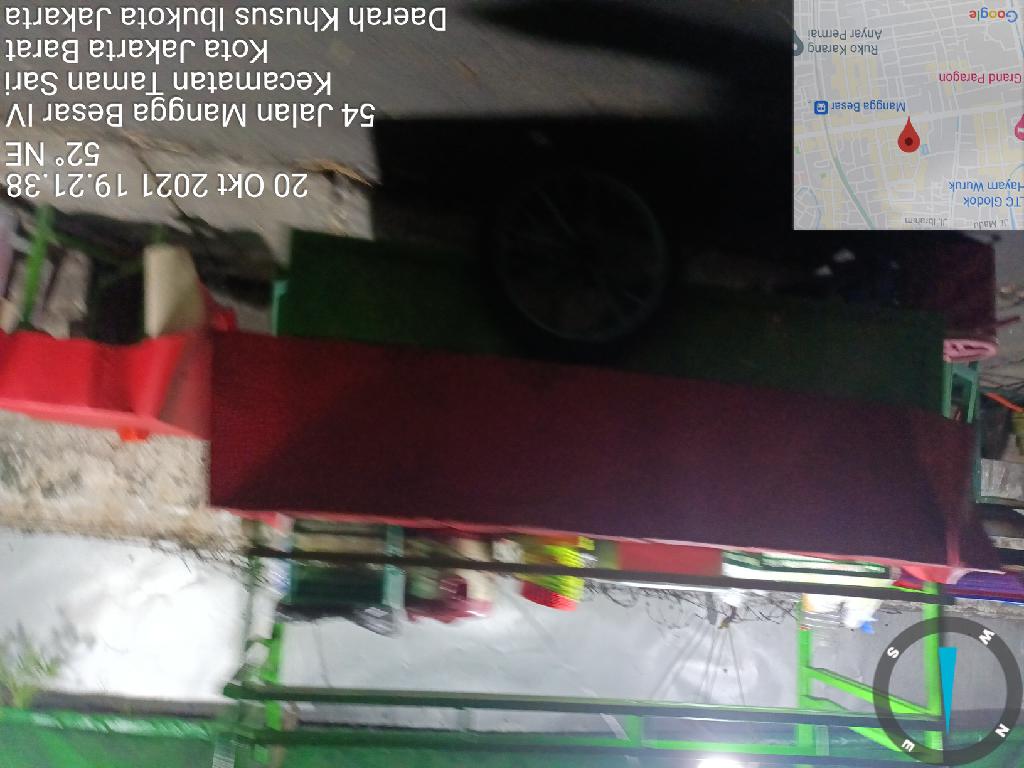 N
E
S
W
Jl. Madu
Jl. Ibrahim
LTC Glodok
Hayam Wuruk
Mangga Besar
Grand Paragon
Ruko Karang
Anyar Permai
Google
20 Okt 2021 19.21.38
52° NE
54 Jalan Mangga Besar IV
Kecamatan Taman Sari
Kota Jakarta Barat
Daerah Khusus Ibukota Jakarta